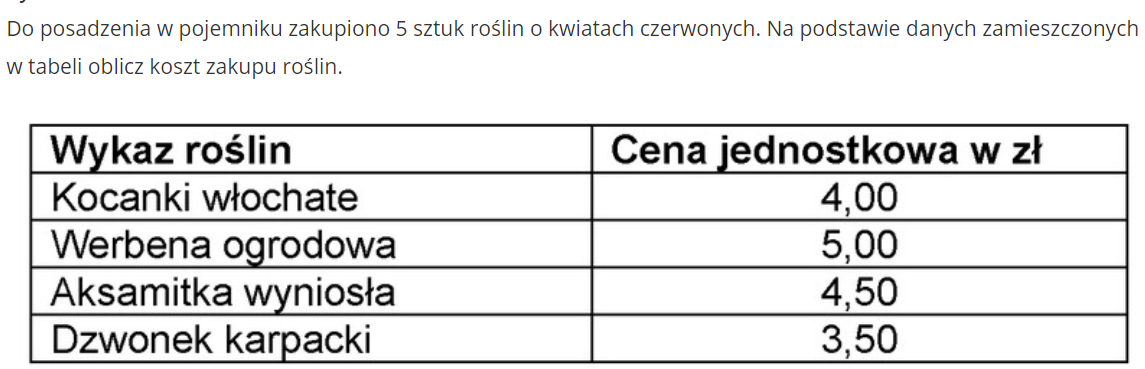 Do posadzenia w pojemniku zakupiono 5 sztuk roślin o kwiatach czerwonych. Na podstawie danych zamieszczonych
w tabeli oblicz koszt zakupu roślin.
Wykaz roślin Cena jednostkowa w zł
Kocanki włochate 4,00
Werbena ogrodowa 5,00
Aksamitka wyniosła 4,50
Dzwonek karpacki 3,50